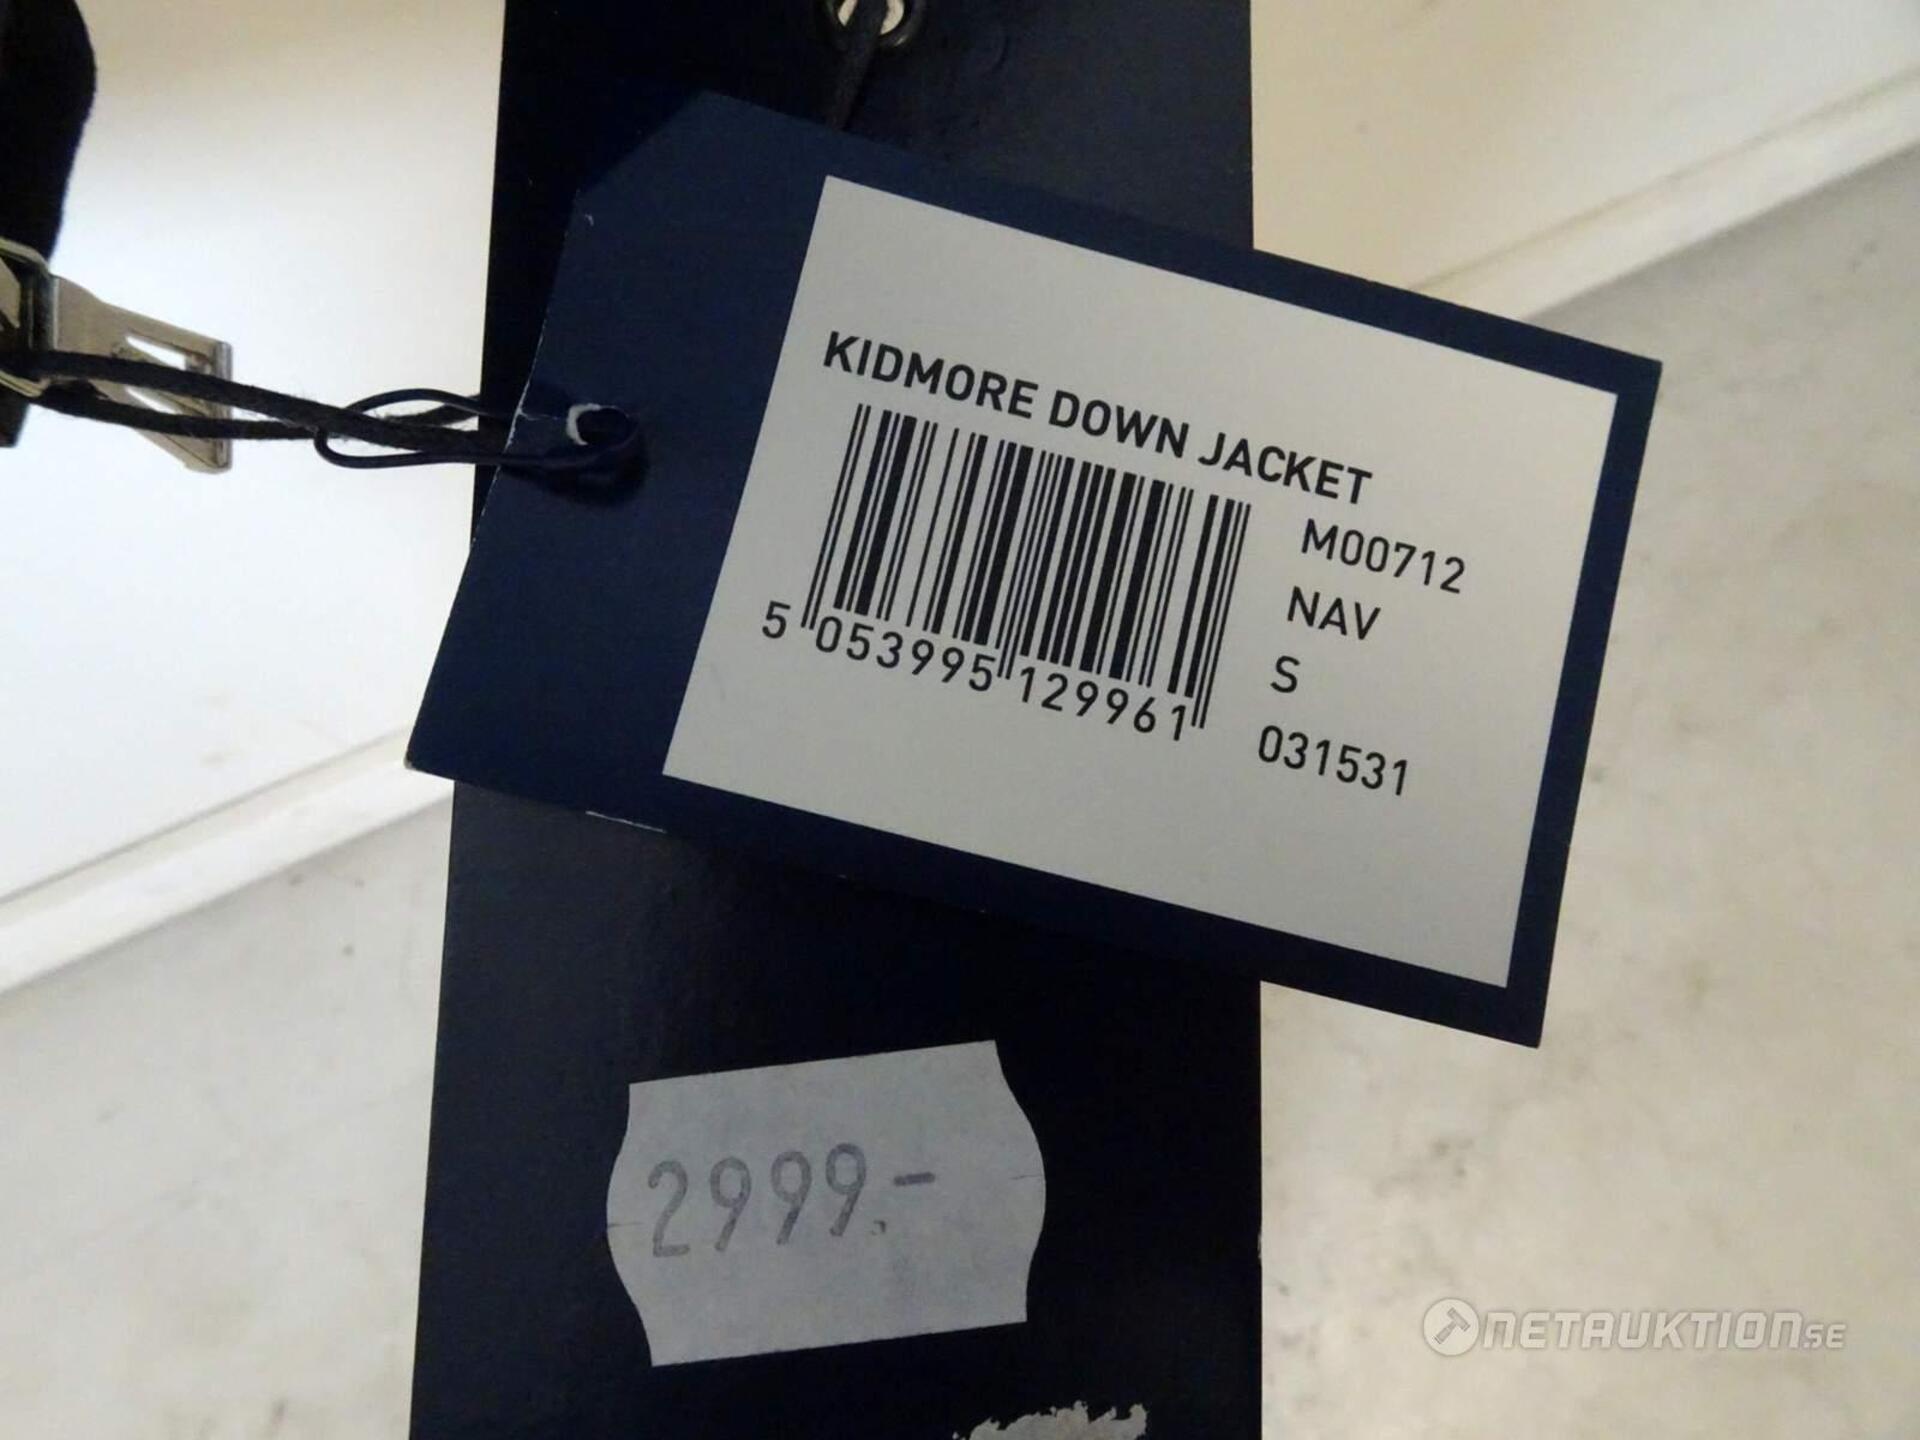 KIDMORE DOWN JACKET
M00712
NAV
S
031531
5 053995 129961
2999.-
NETAUKTION.SE